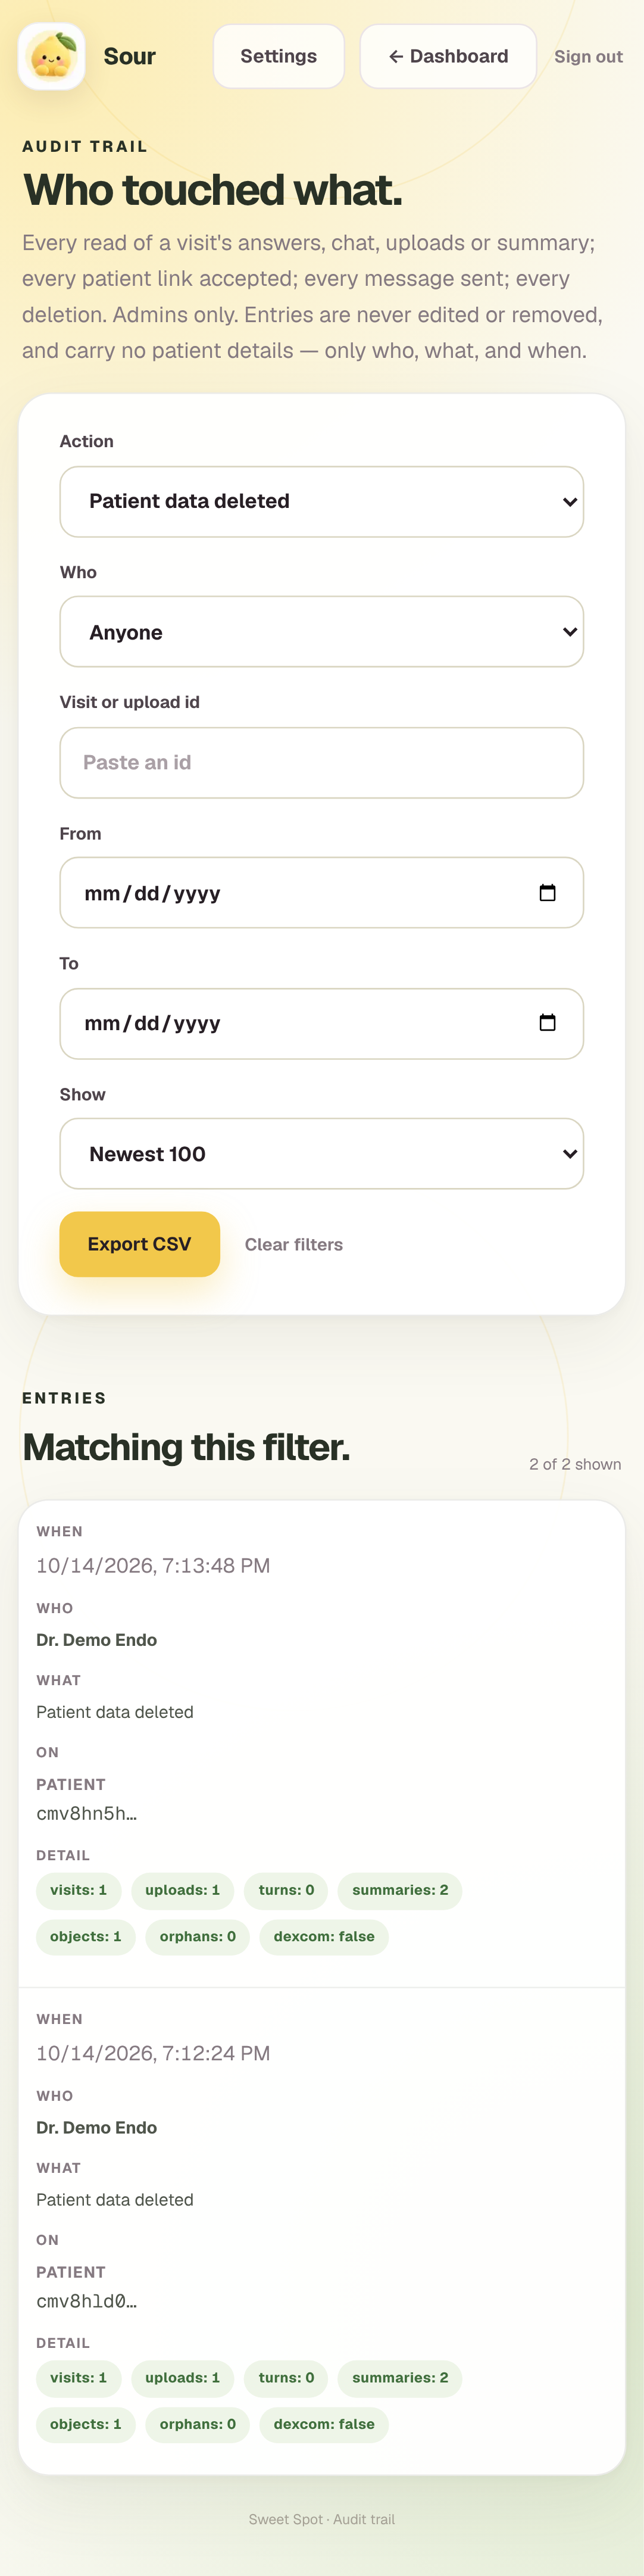 Sour
Settings
← Dashboard
Sign out
AUDIT TRAIL
Who touched what.
Every read of a visit's answers, chat, uploads or summary;
every patient link accepted; every message sent; every
deletion. Admins only. Entries are never edited or removed,
and carry no patient details — only who, what, and when.
Action
Patient data deleted
Who
Anyone
Visit or upload id
Paste an id
From
mm/dd/yyyy
To
mm/dd/yyyy
Show
Newest 100
Export CSV
Clear filters
ENTRIES
Matching this filter.
2 of 2 shown
WHEN
10/14/2026, 7:13:48 PM
WHO
Dr. Demo Endo
WHAT
Patient data deleted
ON
PATIENT
cmv8hn5h…
DETAIL
visits: 1 uploads: 1 turns: 0 summaries: 2
objects: 1 orphans: 0 dexcom: false
WHEN
10/14/2026, 7:12:24 PM
WHO
Dr. Demo Endo
WHAT
Patient data deleted
ON
PATIENT
cmv8hld0…
DETAIL
visits: 1 uploads: 1 turns: 0 summaries: 2
objects: 1 orphans: 0 dexcom: false
Sweet Spot · Audit trail